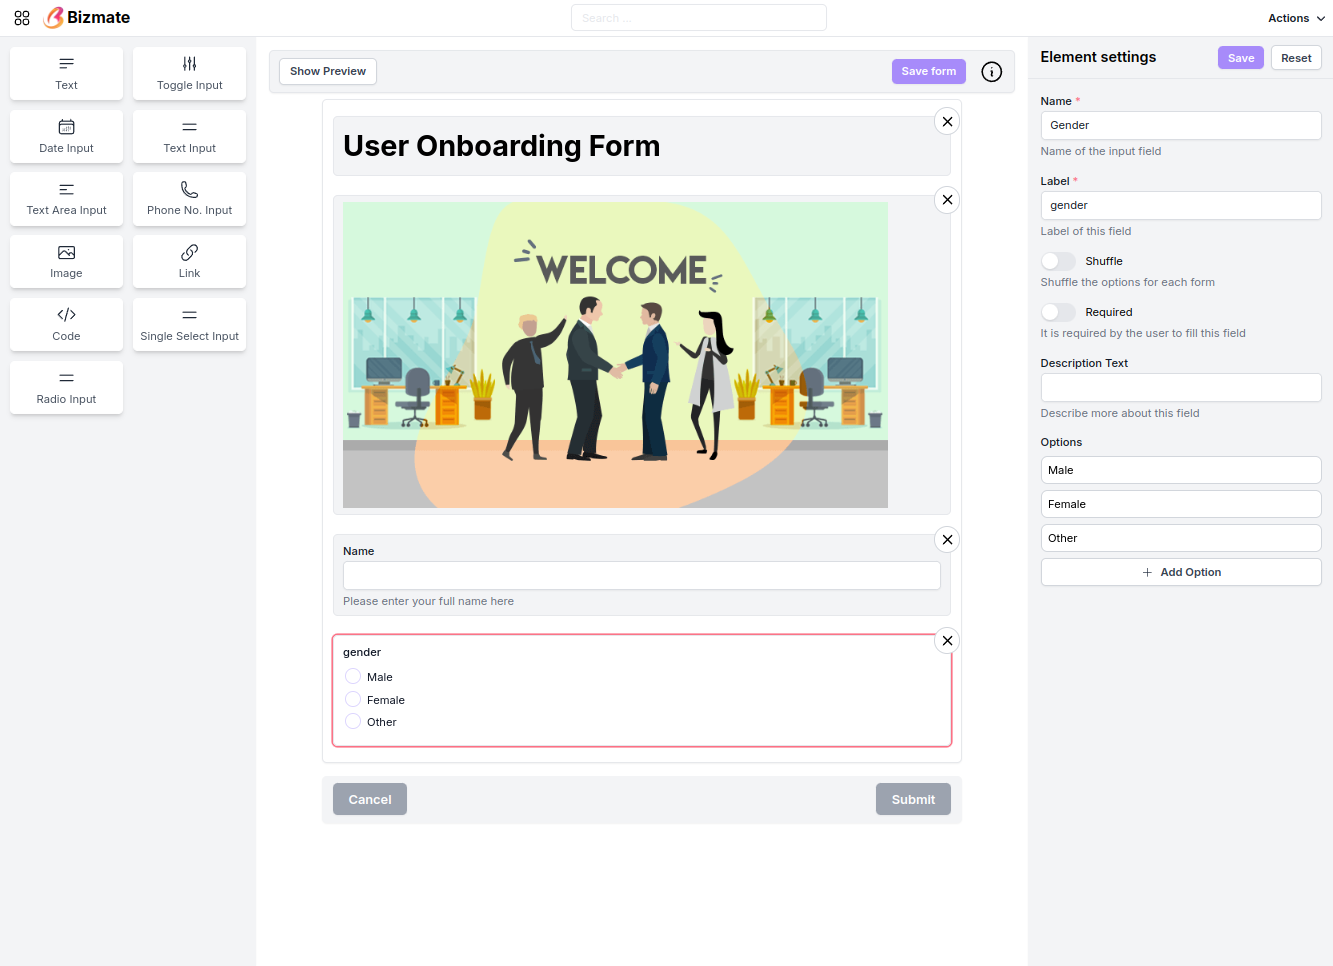 Bizmate
Search ...
Actions
Text
Toggle Input
Date Input
Text Input
Text Area Input
Phone No. Input
Image
Link
Code
Single Select Input
Radio Input
Show Preview
Save form
User Onboarding Form
WELCOME
Name
Please enter your full name here
gender
Male
Female
Other
Cancel
Submit
Element settings
Save
Reset
Name *
Gender
Name of the input field
Label *
gender
Label of this field
Shuffle
Shuffle the options for each form
Required
It is required by the user to fill this field
Description Text
Describe more about this field
Options
Male
Female
Other
Add Option